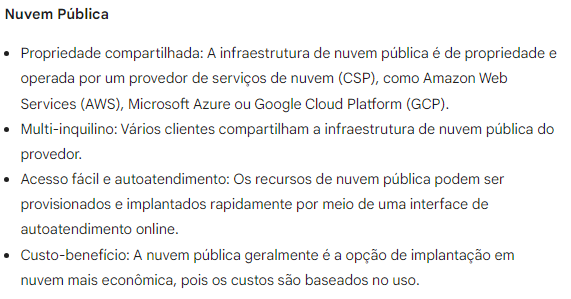 Nuvem Pública
• Propriedade compartilhada: A infraestrutura de nuvem pública é de propriedade e
operada por um provedor de serviços de nuvem (CSP), como Amazon Web
Services (AWS), Microsoft Azure ou Google Cloud Platform (GCP).
• Multi-inquilino: Vários clientes compartilham a infraestrutura de nuvem pública do
provedor.
• Acesso fácil e autoatendimento: Os recursos de nuvem pública podem ser
provisionados e implantados rapidamente por meio de uma interface de
autoatendimento online.
• Custo-benefício: A nuvem pública geralmente é a opção de implantação em
nuvem mais econômica, pois os custos são baseados no uso.